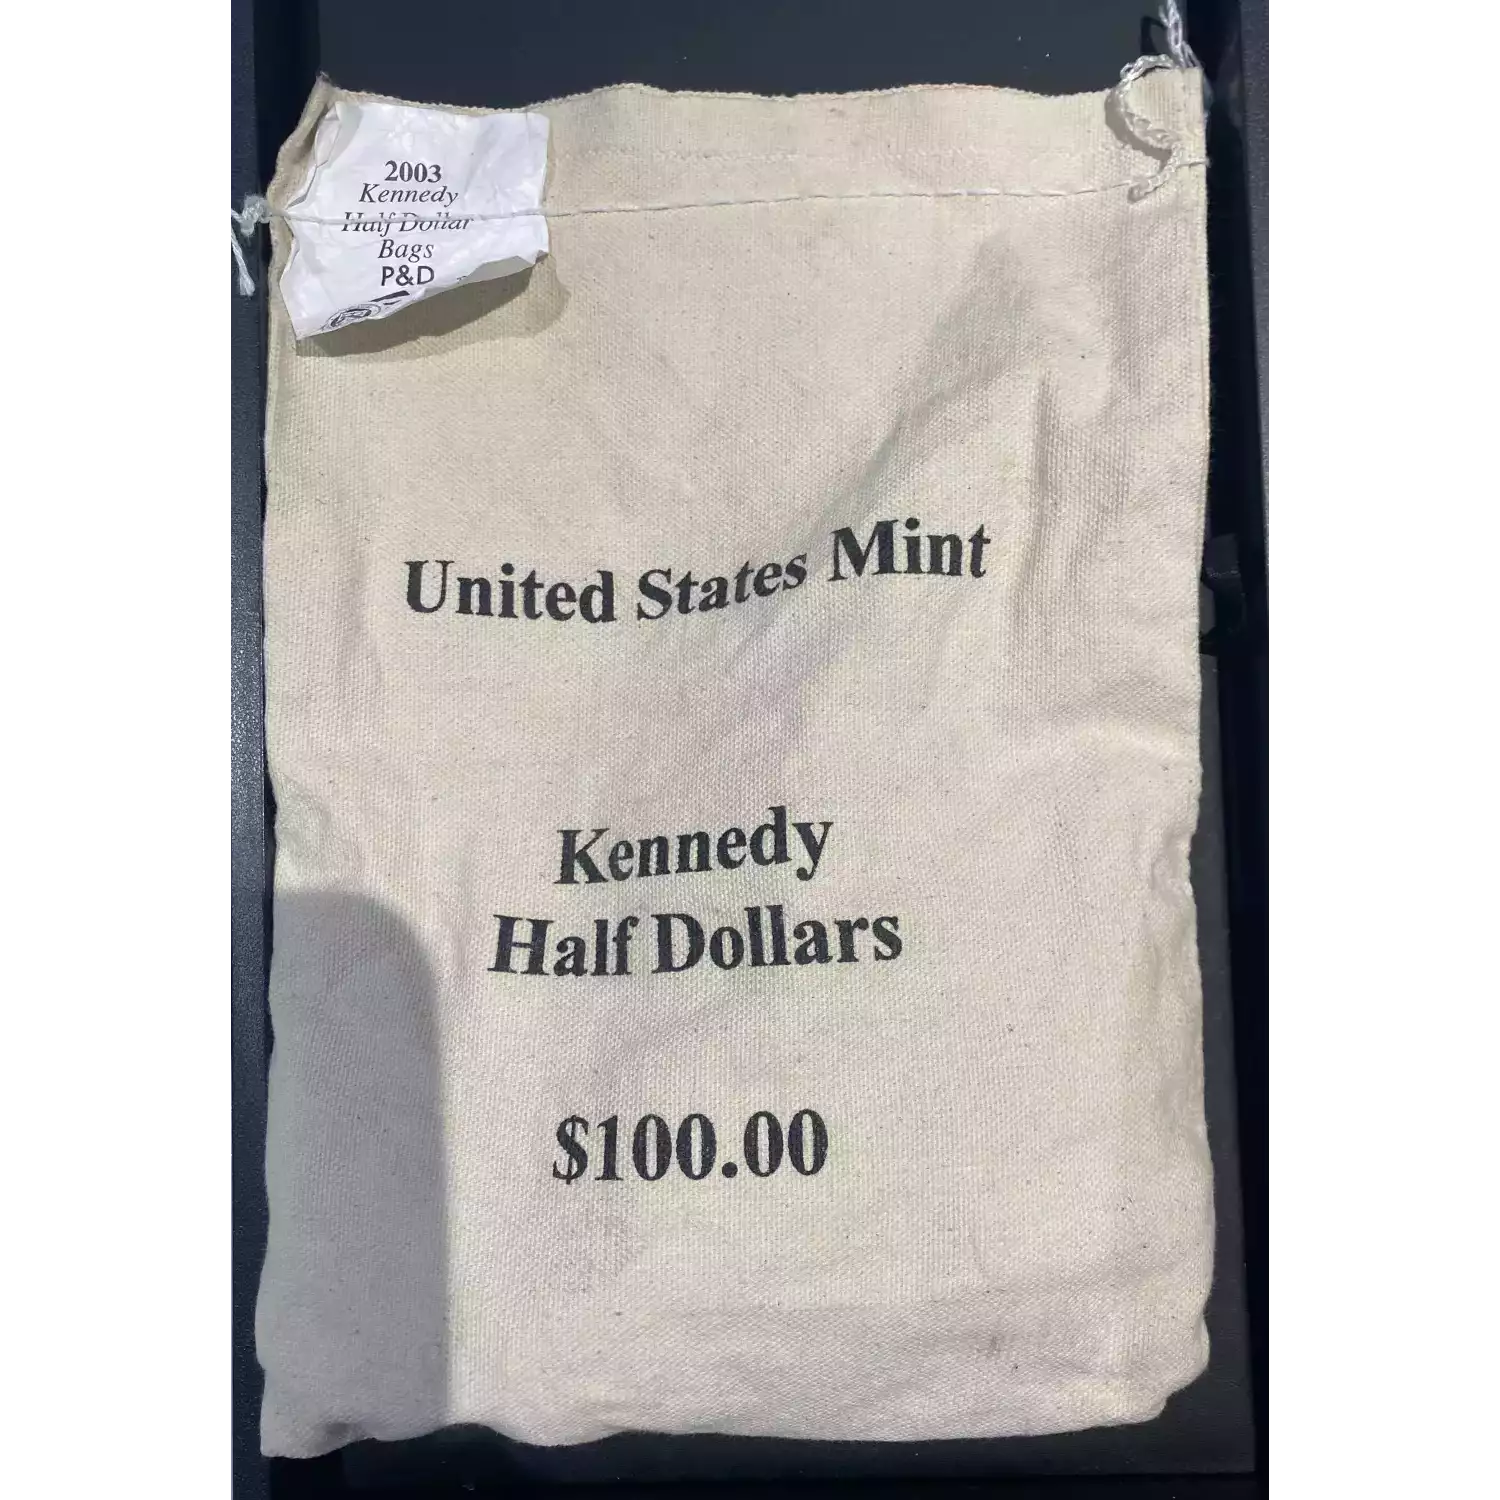 2003
Kennedy
Half Dollar
Bags
P&D
United States Mint
Kennedy
Half Dollars
$100.00